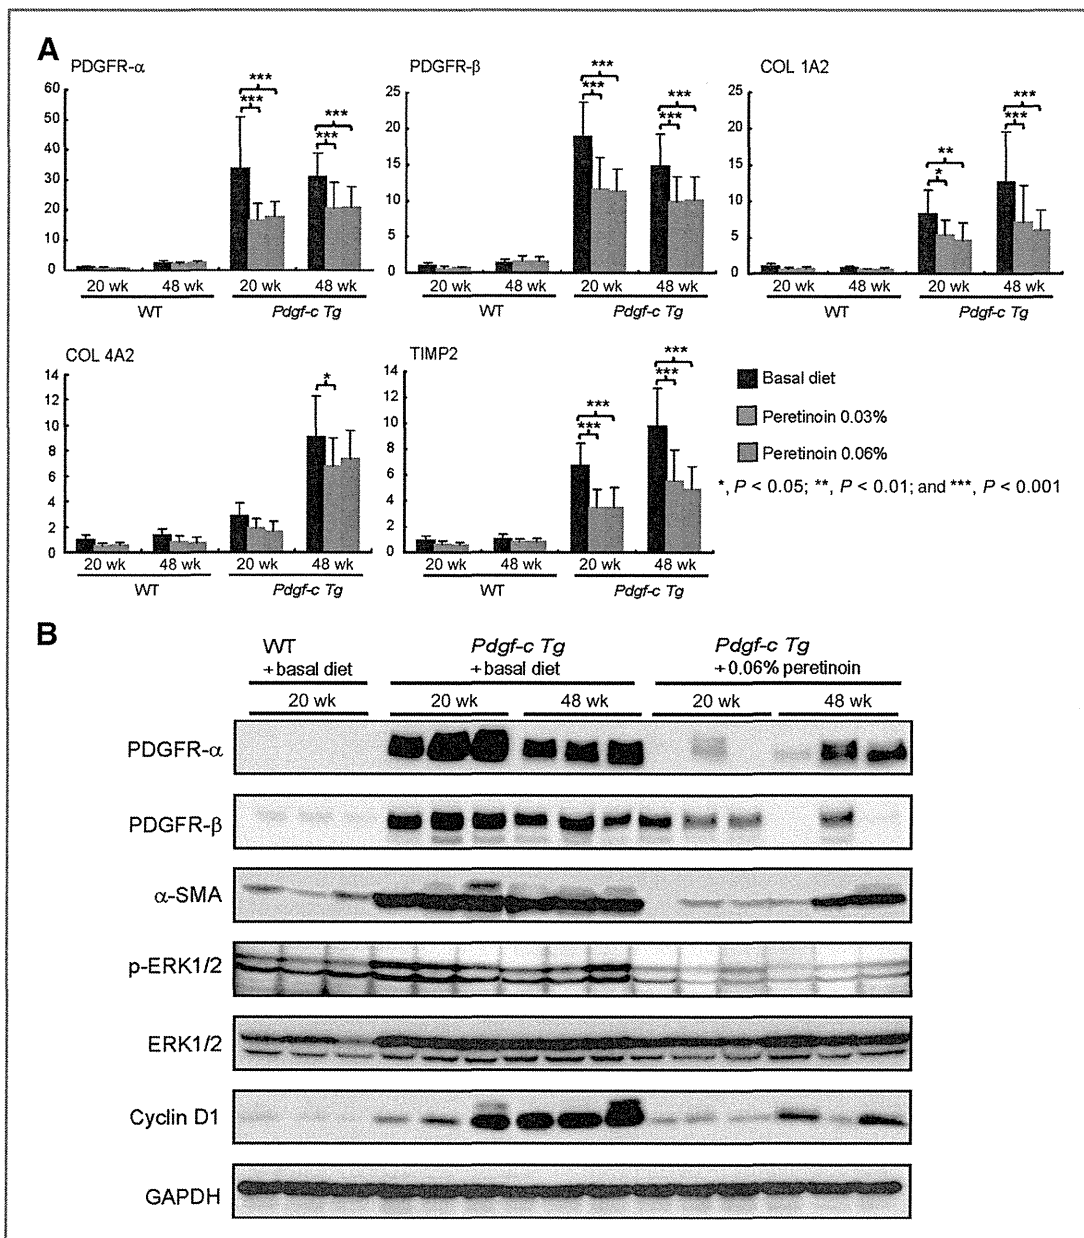 A
PDGFR-α
60
50
40
30
20
10
0
***
***
***
***
20 wk
48 wk
20 wk
48 wk
WT
Pdgf-c Tg
PDGFR-β
25
20
15
10
5
0
***
***
***
***
20 wk
48 wk
20 wk
48 wk
WT
Pdgf-c Tg
COL 1A2
25
20
15
10
5
0
**
*
***
***
20 wk
48 wk
20 wk
48 wk
WT
Pdgf-c Tg
COL 4A2
14
12
10
8
6
4
2
0
*
20 wk
48 wk
20 wk
48 wk
WT
Pdgf-c Tg
TIMP2
14
12
10
8
6
4
2
0
***
***
***
***
20 wk
48 wk
20 wk
48 wk
WT
Pdgf-c Tg
Basal diet
Peretinoin 0.03%
Peretinoin 0.06%
*, P < 0.05; **, P < 0.01; and ***, P < 0.001
B
WT
+ basal diet
Pdgf-c Tg
+ basal diet
Pdgf-c Tg
+ 0.06% peretinoin
20 wk
20 wk
48 wk
20 wk
48 wk
PDGFR-α
PDGFR-β
α-SMA
p-ERK1/2
ERK1/2
Cyclin D1
GAPDH